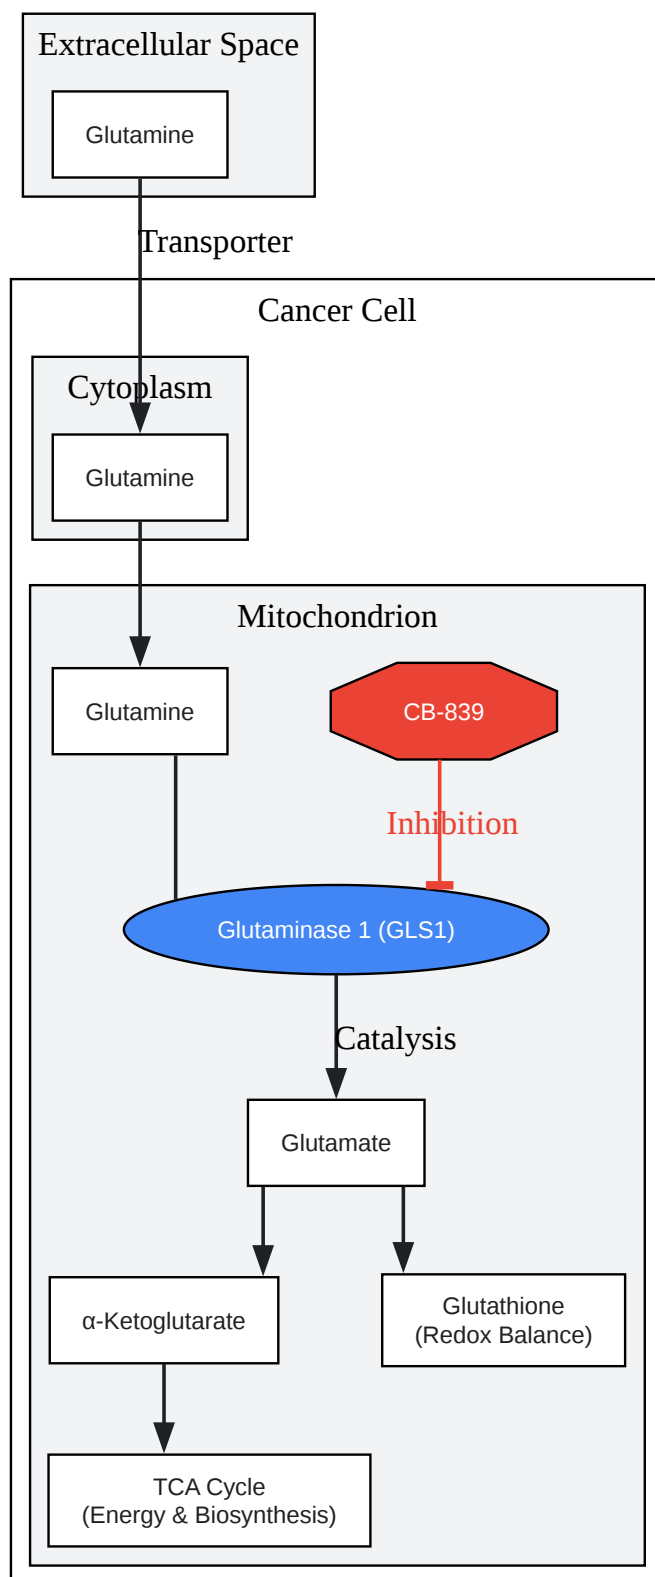 Extracellular Space
Glutamine
Transporter
Cancer Cell
Cytoplasm
Glutamine
Mitochondrion
Glutamine
CB-839
Inhibition
Glutaminase 1 (GLS1)
Catalysis
Glutamate
α-Ketoglutarate
Glutathione
(Redox Balance)
TCA Cycle
(Energy & Biosynthesis)